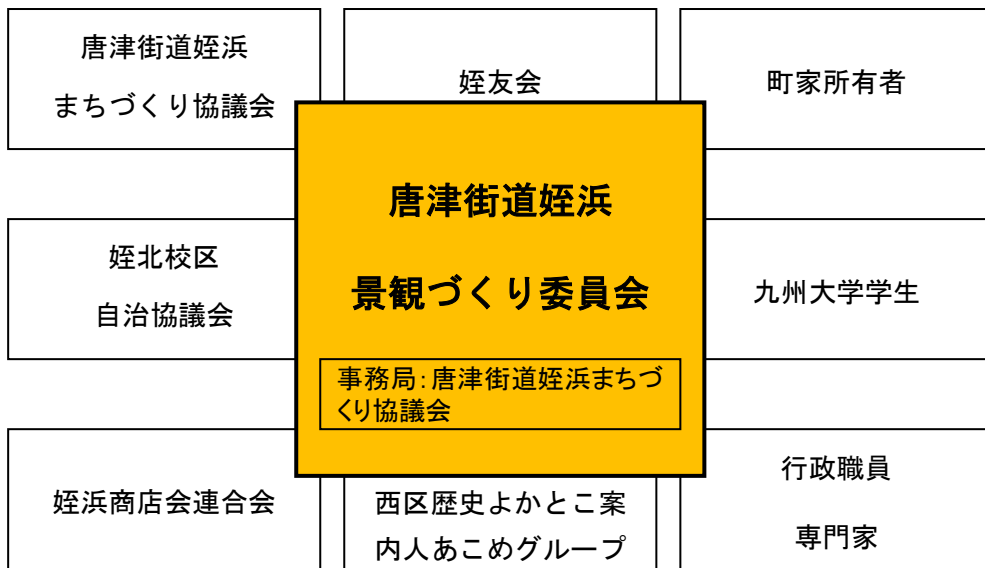 唐津街道姪浜
まちづくり協議会
姪友会
町家所有者
唐津街道姪浜
景観づくり委員会
事務局:唐津街道姪浜まちづ
くり協議会
姪北校区
自治協議会
九州大学学生
姪浜商店会連合会
西区歴史よかとこ案
内人あこめグループ
行政職員
専門家